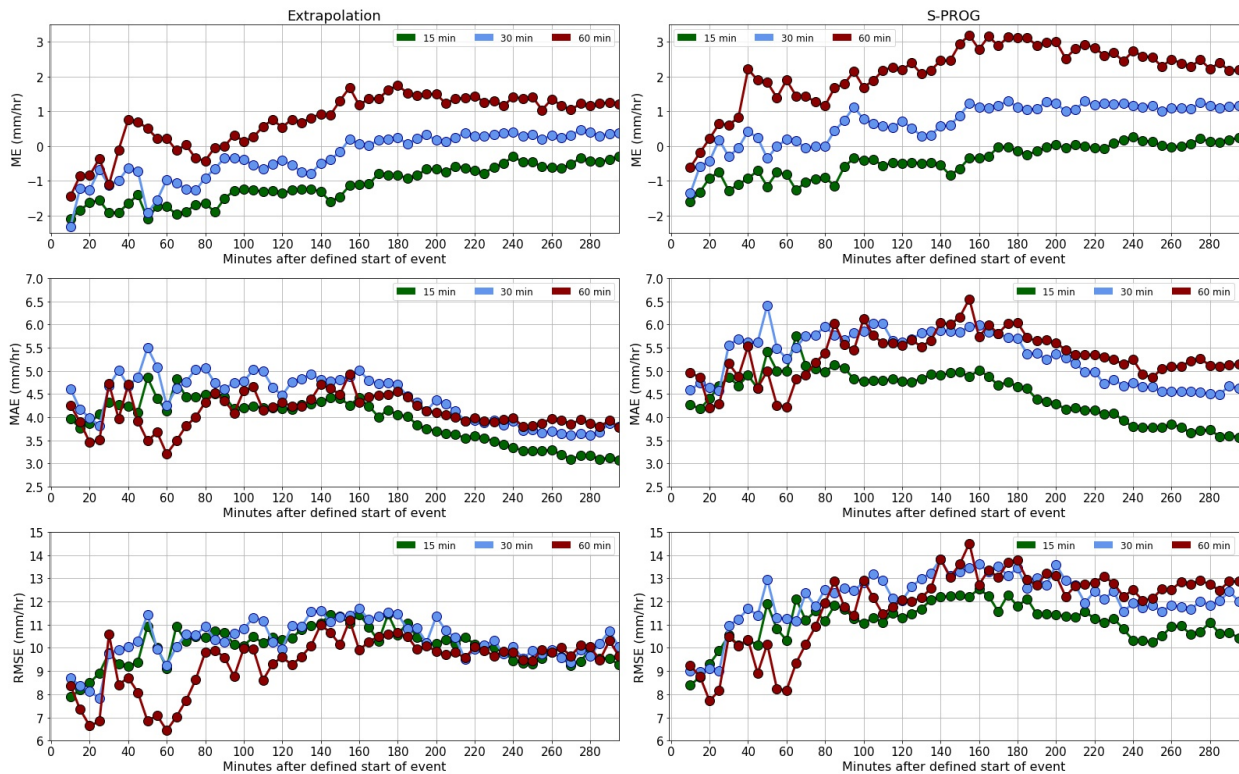 Extrapolation
S-PROG
ME (mm/hr)
3
2
1
0
−1
−2
15 min 30 min 60 min
0 20 40 60 80 100 120 140 160 180 200 220 240 260 280
Minutes after defined start of event
ME (mm/hr)
3
2
1
0
−1
−2
15 min 30 min 60 min
0 20 40 60 80 100 120 140 160 180 200 220 240 260 280
Minutes after defined start of event
MAE (mm/hr)
7.0
6.5
6.0
5.5
5.0
4.5
4.0
3.5
3.0
2.5
15 min 30 min 60 min
0 20 40 60 80 100 120 140 160 180 200 220 240 260 280
Minutes after defined start of event
MAE (mm/hr)
7.0
6.5
6.0
5.5
5.0
4.5
4.0
3.5
3.0
2.5
15 min 30 min 60 min
0 20 40 60 80 100 120 140 160 180 200 220 240 260 280
Minutes after defined start of event
RMSE (mm/hr)
15
14
13
12
11
10
9
8
7
6
15 min 30 min 60 min
0 20 40 60 80 100 120 140 160 180 200 220 240 260 280
Minutes after defined start of event
RMSE (mm/hr)
15
14
13
12
11
10
9
8
7
6
15 min 30 min 60 min
0 20 40 60 80 100 120 140 160 180 200 220 240 260 280
Minutes after defined start of event